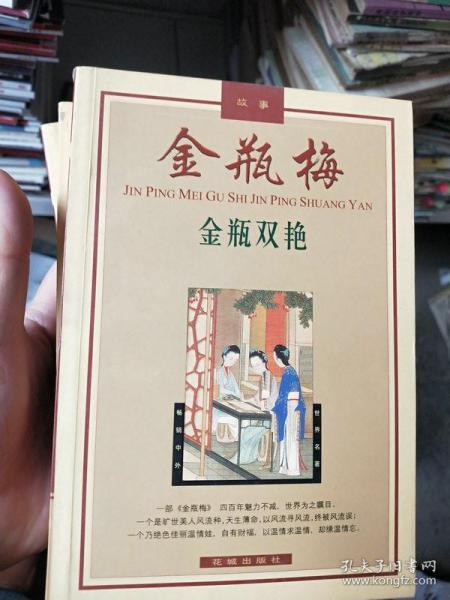 故事
金瓶梅
JIN PING MEI GU SHI JIN PING SHUANG YAN
金瓶双艳
畅销中外
世界名著
一部《金瓶梅》 四百年魅力不减, 世界为之瞩目。
一个是旷世美人风流种, 天生薄命, 以风流寻风流, 终被风流误;
一个乃绝色佳丽温情娃, 自有财福, 以温情求温情, 却缘温情忘。
花城出版社
孔夫子旧书网